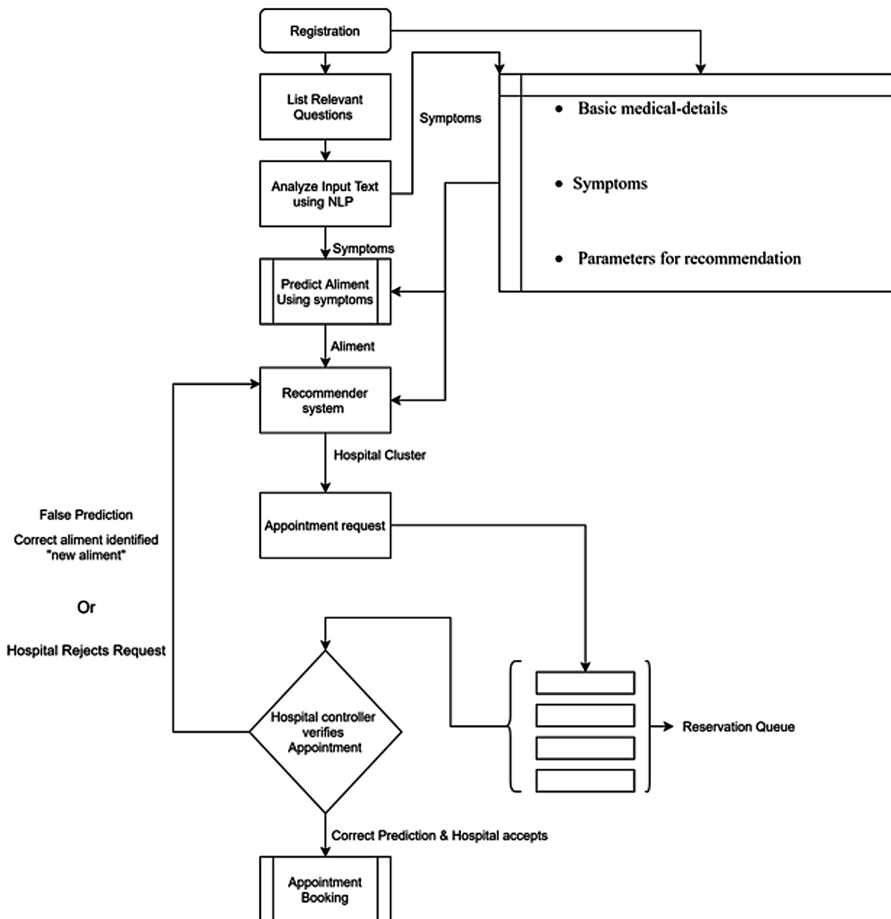 Registration
List Relevant
Questions
Symptoms
• Basic medical-details
• Symptoms
• Parameters for recommendation
Analyze Input Text
using NLP
Symptoms
Predict Aliment
Using symptoms
Aliment
Recommender
system
Hospital Cluster
Appointment request
False Prediction
Correct aliment identified
"new aliment"
Or
Hospital Rejects Request
Hospital controller
verifies
Appointment
Reservation Queue
Correct Prediction & Hospital accepts
Appointment
Booking